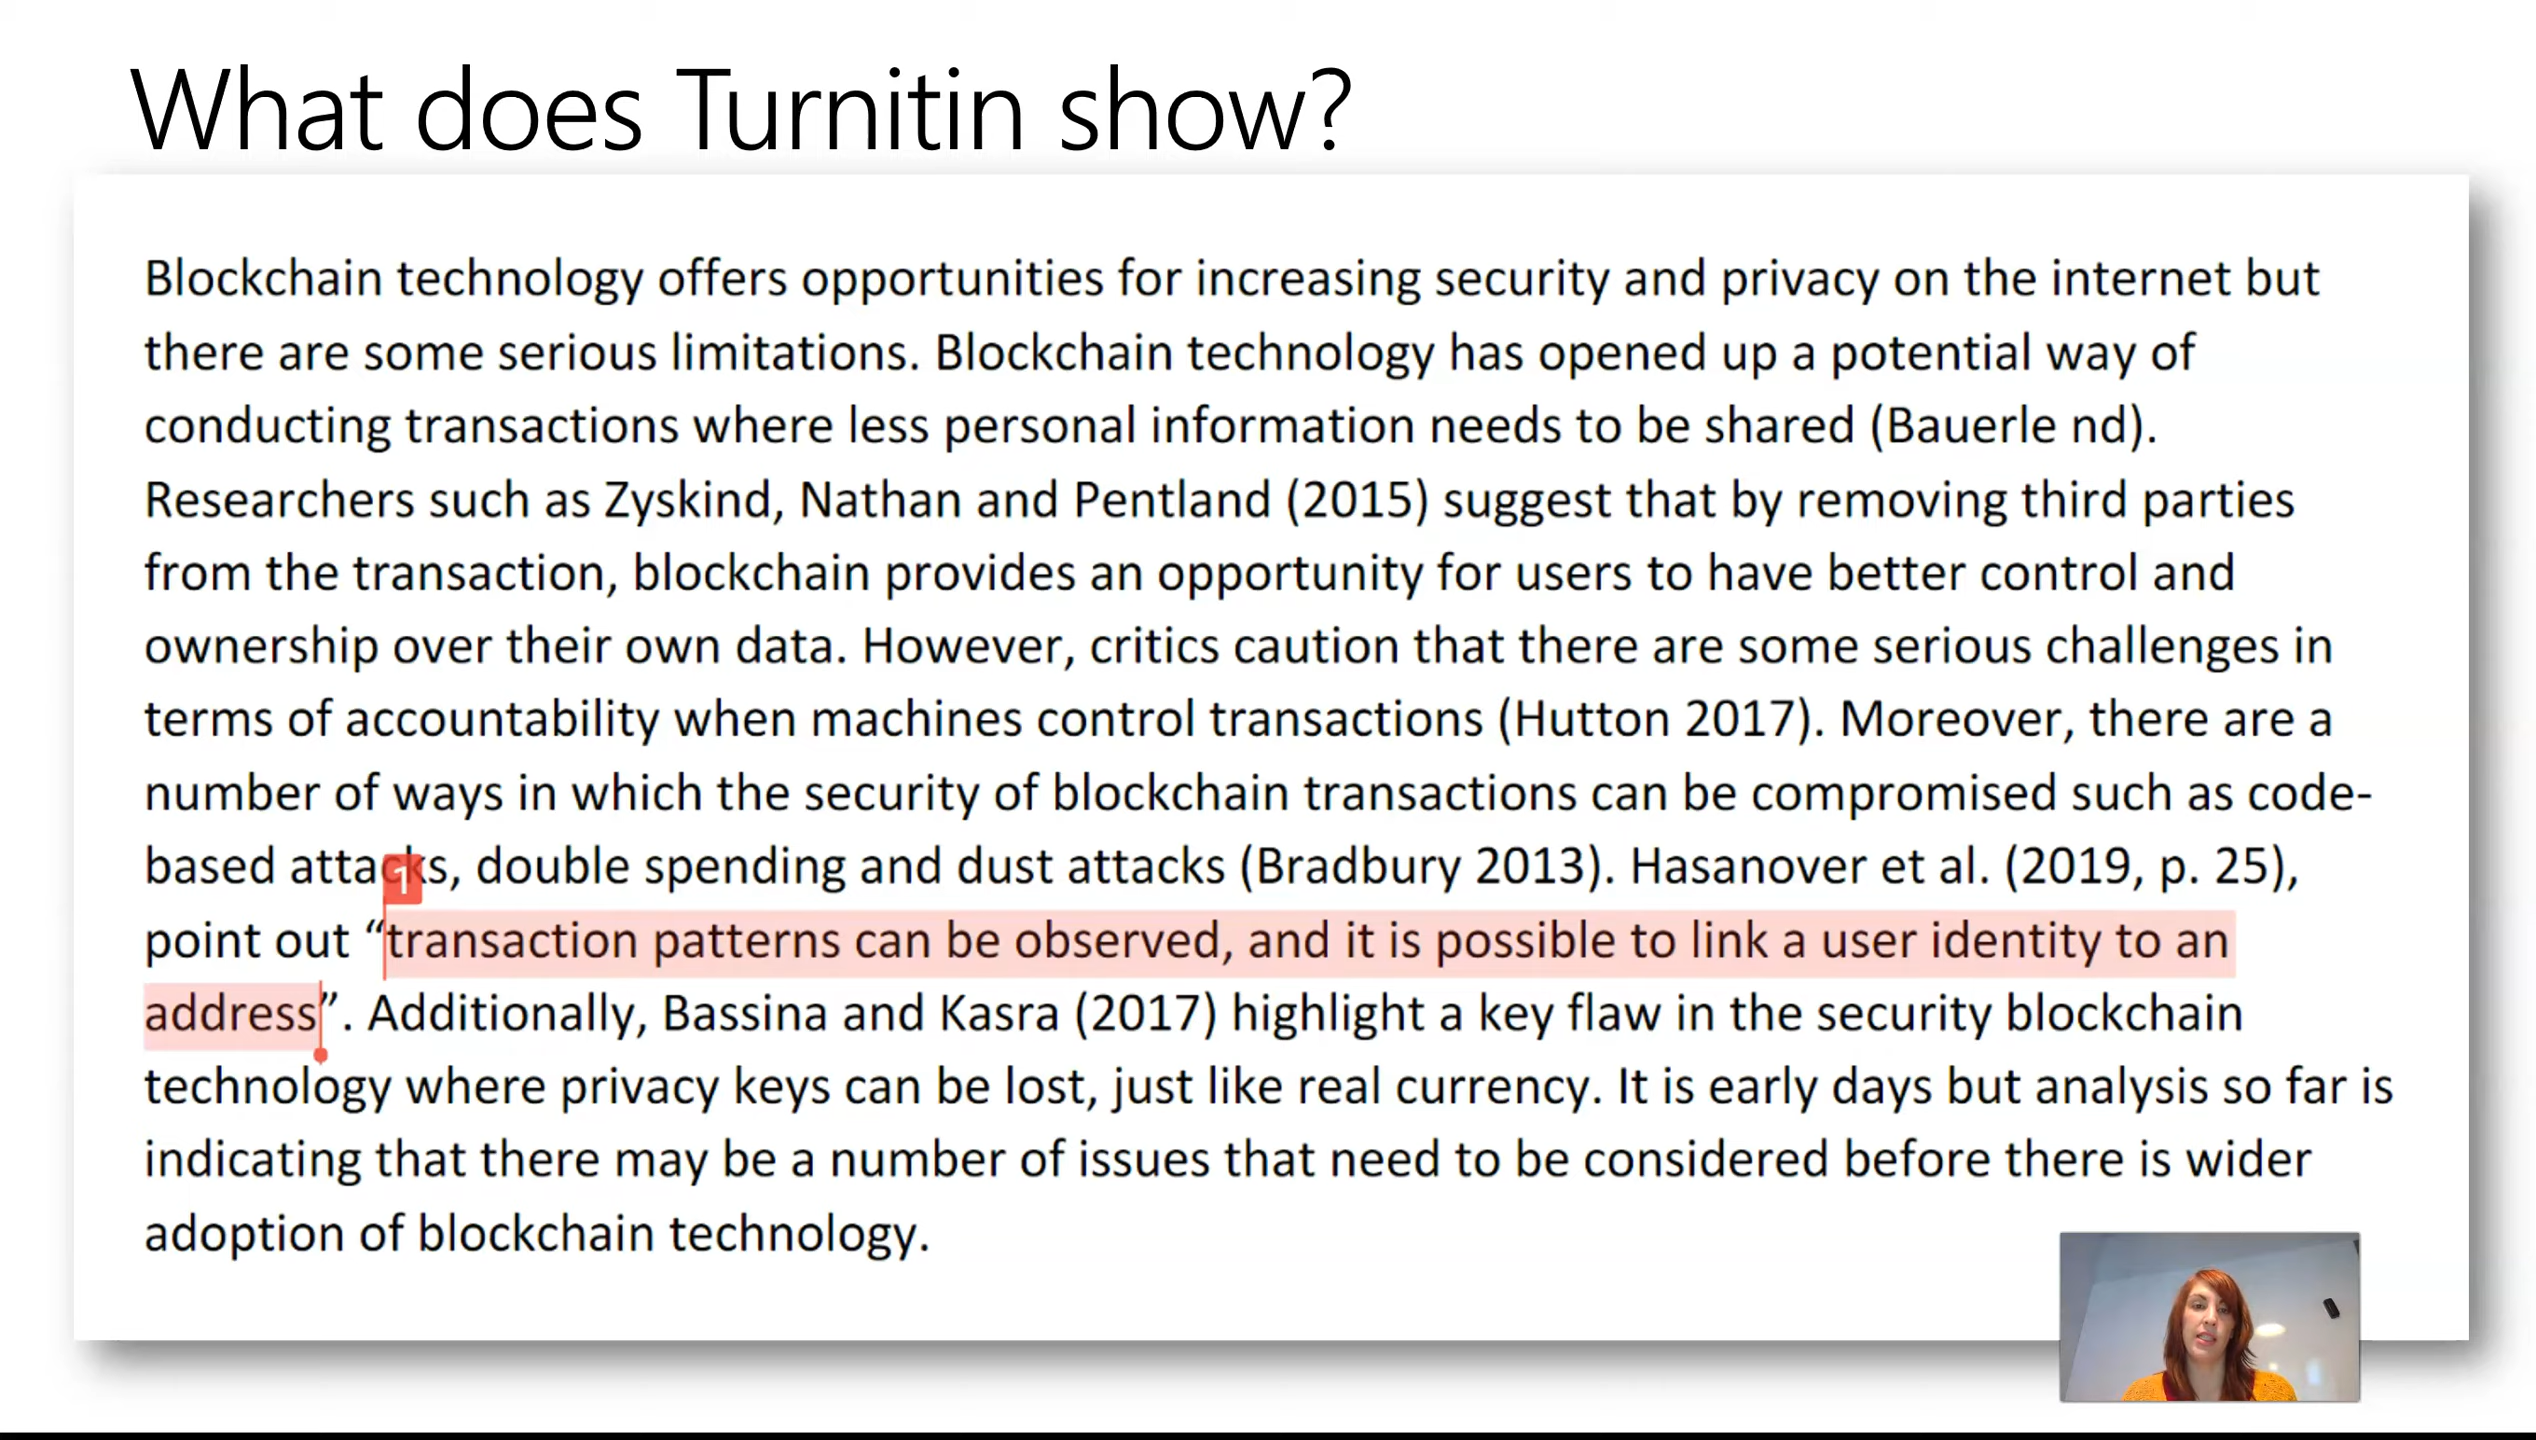 What does Turnitin show?
Blockchain technology offers opportunities for increasing security and privacy on the internet but
there are some serious limitations. Blockchain technology has opened up a potential way of
conducting transactions where less personal information needs to be shared (Bauerle nd).
Researchers such as Zyskind, Nathan and Pentland (2015) suggest that by removing third parties
from the transaction, blockchain provides an opportunity for users to have better control and
ownership over their own data. However, critics caution that there are some serious challenges in
terms of accountability when machines control transactions (Hutton 2017). Moreover, there are a
number of ways in which the security of blockchain transactions can be compromised such as code-
based attacks, double spending and dust attacks (Bradbury 2013). Hasanover et al. (2019, p. 25),
1
point out “transaction patterns can be observed, and it is possible to link a user identity to an
address”. Additionally, Bassina and Kasra (2017) highlight a key flaw in the security blockchain
technology where privacy keys can be lost, just like real currency. It is early days but analysis so far is
indicating that there may be a number of issues that need to be considered before there is wider
adoption of blockchain technology.